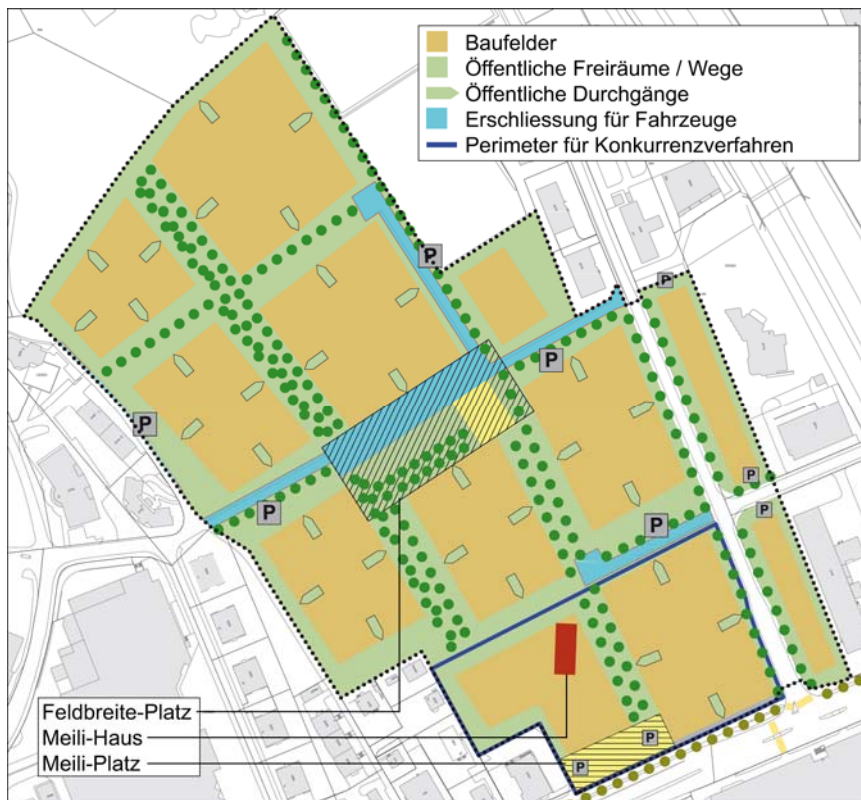 Baufelder
Öffentliche Freiräume / Wege
Öffentliche Durchgänge
Erschliessung für Fahrzeuge
Perimeter für Konkurrenzverfahren
P
P
P
P
P
P
P
P
P
Feldbreite-Platz
Meili-Haus
Meili-Platz
P
P